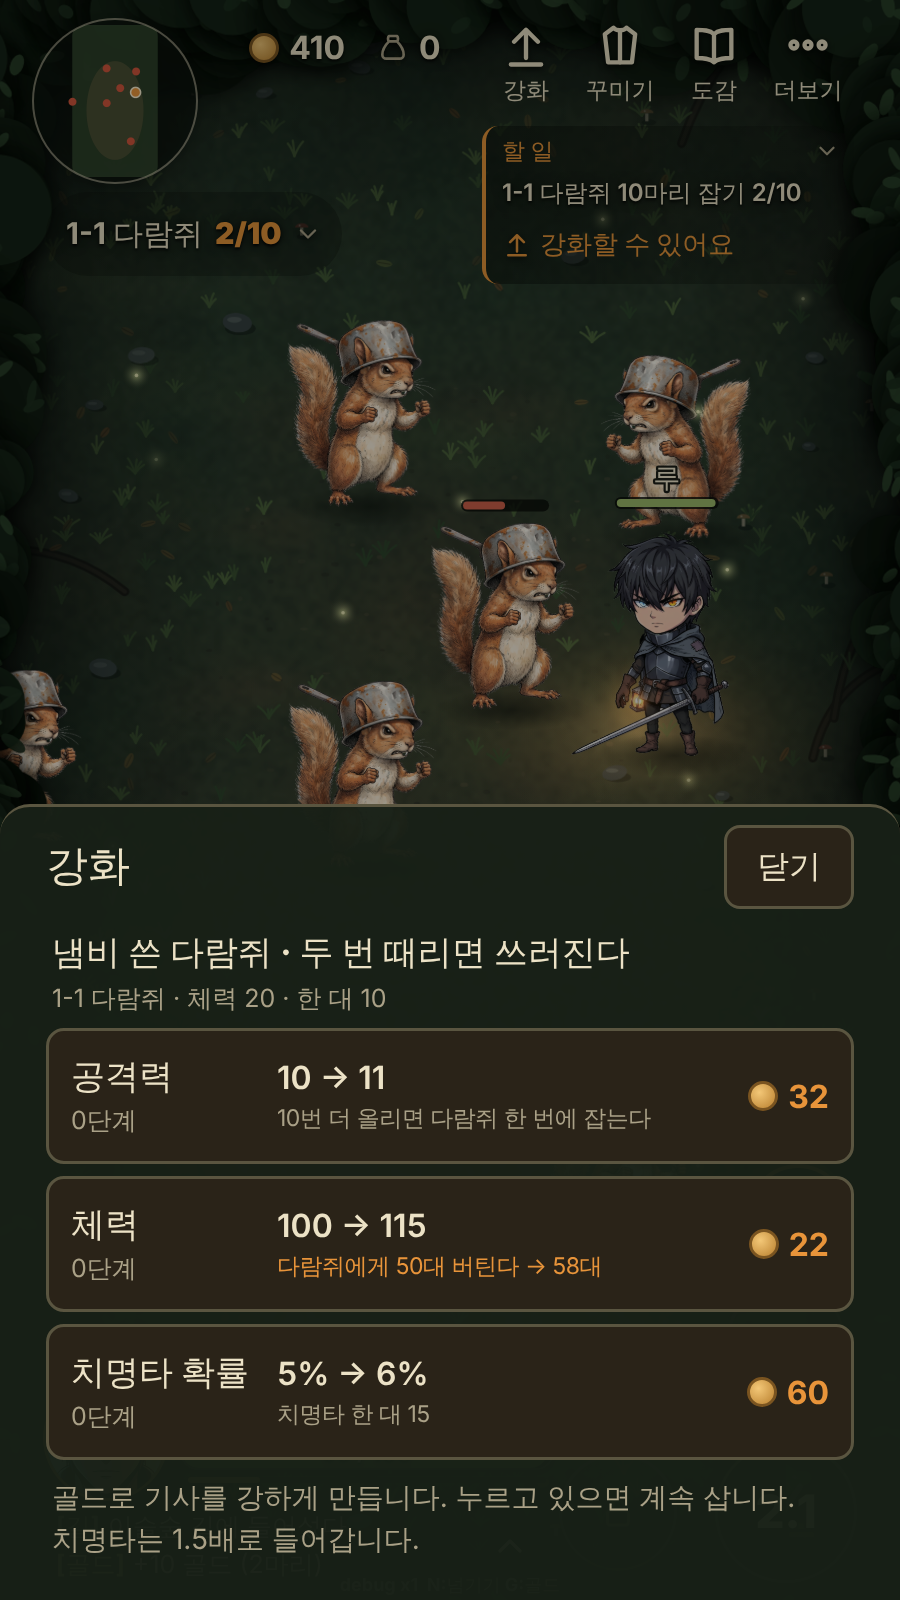 410
0
강화
꾸미기
도감
더보기
할 일
1-1 다람쥐 10마리 잡기 2/10
강화할 수 있어요
1-1 다람쥐 2/10
루
강화
닫기
냄비 쓴 다람쥐 · 두 번 때리면 쓰러진다
1-1 다람쥐 · 체력 20 · 한 대 10
공격력
10 → 11
32
0단계
10번 더 올리면 다람쥐 한 번에 잡는다
체력
100 → 115
22
0단계
다람쥐에게 50대 버틴다 → 58대
치명타 확률
5% → 6%
60
0단계
치명타 한 대 15
골드로 기사를 강하게 만듭니다. 누르고 있으면 계속 삽니다.
치명타는 1.5배로 들어갑니다.